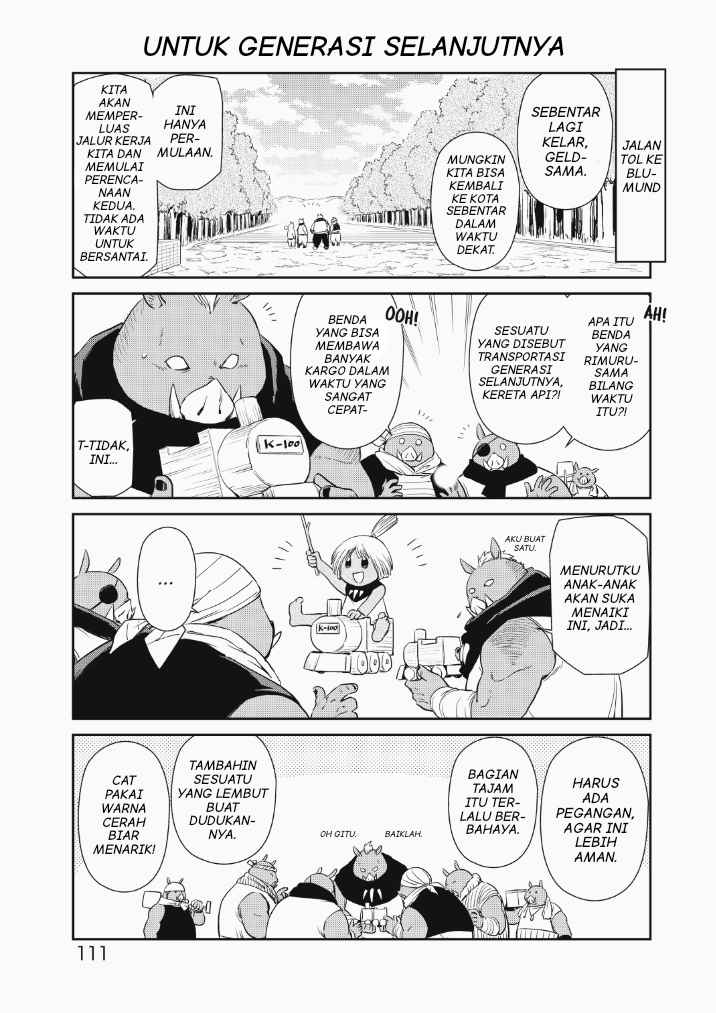 UNTUK GENERASI SELANJUTNYA
JALAN
TOL KE
BLU-
MUND
SEBENTAR
LAGI
KELAR,
GELD-
SAMA.
MUNGKIN
KITA BISA
KEMBALI
KE KOTA
SEBENTAR
DALAM
WAKTU
DEKAT.
INI
HANYA
PER-
MULAAN.
KITA
AKAN
MEMPER-
LUAS
JALUR KERJA
KITA DAN
MEMULAI
PERENCA-
NAAN
KEDUA.
TIDAK ADA
WAKTU
UNTUK
BERSANTAI.
AH!
APA ITU
BENDA
YANG
RIMURU-
SAMA
BILANG
WAKTU
ITU?!
SESUATU
YANG DISEBUT
TRANSPORTASI
GENERASI
SELANJUTNYA,
KERETA API?!
OOH!
BENDA
YANG BISA
MEMBAWA
BANYAK
KARGO DALAM
WAKTU YANG
SANGAT
CEPAT-
T-TIDAK,
INI...
K-100
MENURUTKU
ANAK-ANAK
AKAN SUKA
MENAIKI
INI, JADI...
AKU BUAT
SATU.
K-100
...
HARUS
ADA
PEGANGAN,
AGAR INI
LEBIH
AMAN.
BAGIAN
TAJAM
ITU TER-
LALU BER-
BAHAYA.
BAIKLAH.
OH GITU.
TAMBAHIN
SESUATU
YANG LEMBUT
BUAT
DUDUKAN-
NYA.
CAT
PAKAI
WARNA
CERAH
BIAR
MENARIK!
111